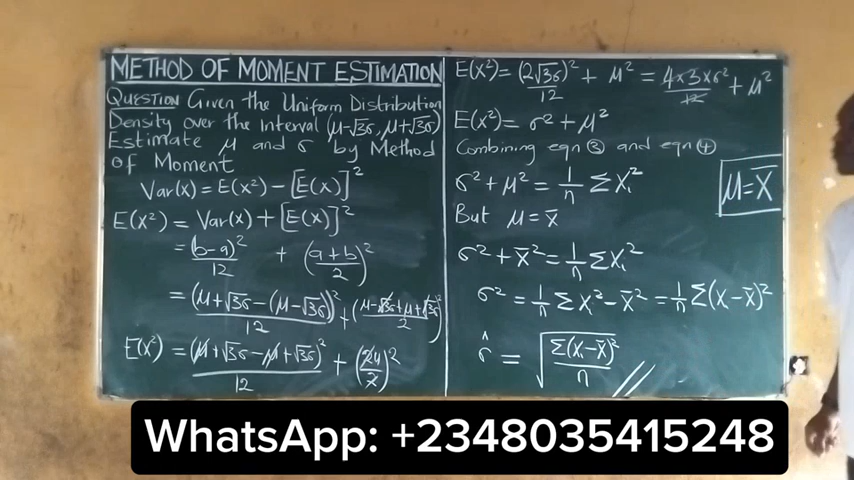 METHOD OF MOMENT ESTIMATION
QUESTION Given the Uniform Distribution
Density over the Interval (μ-√3σ, μ+√3σ)
Estimate μ and σ by Method
of Moment
Var(x) = E(x²) - [E(x)]²
E(x²) = Var(x) + [E(x)]²
= (b-a)²/12 + (a+b/2)²
= (μ+√3σ-(μ-√3σ))²/12 + (μ-√3σ+μ+√3σ/2)²
E(x²) = (μ+√3σ-μ+√3σ)²/12 + (2μ/2)²
E(x²) = (2√3σ)²/12 + μ² = 4×3×σ²/12 + μ²
E(x²) = σ² + μ²
Combining eqn ③ and eqn ④
σ² + μ² = 1/n ΣXᵢ²
But μ = x̄
μ = X̄
σ² + x̄² = 1/n ΣXᵢ²
σ² = 1/n ΣXᵢ² - x̄² = 1/n Σ(xᵢ - x̄)²
σ̂ = √(Σ(xᵢ-x̄)²/n)
WhatsApp: +2348035415248